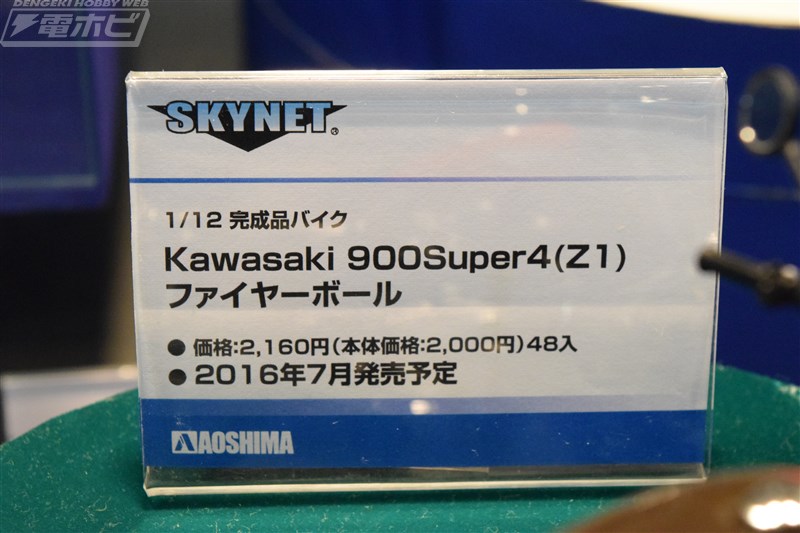 DENGEKI HOBBY WEB
電ホビ
SKYNET®
1/12 完成品バイク
Kawasaki 900Super4(Z1)
ファイヤーボール
● 価格:2,160円(本体価格:2,000円)48入
● 2016年7月発売予定
AOSHIMA